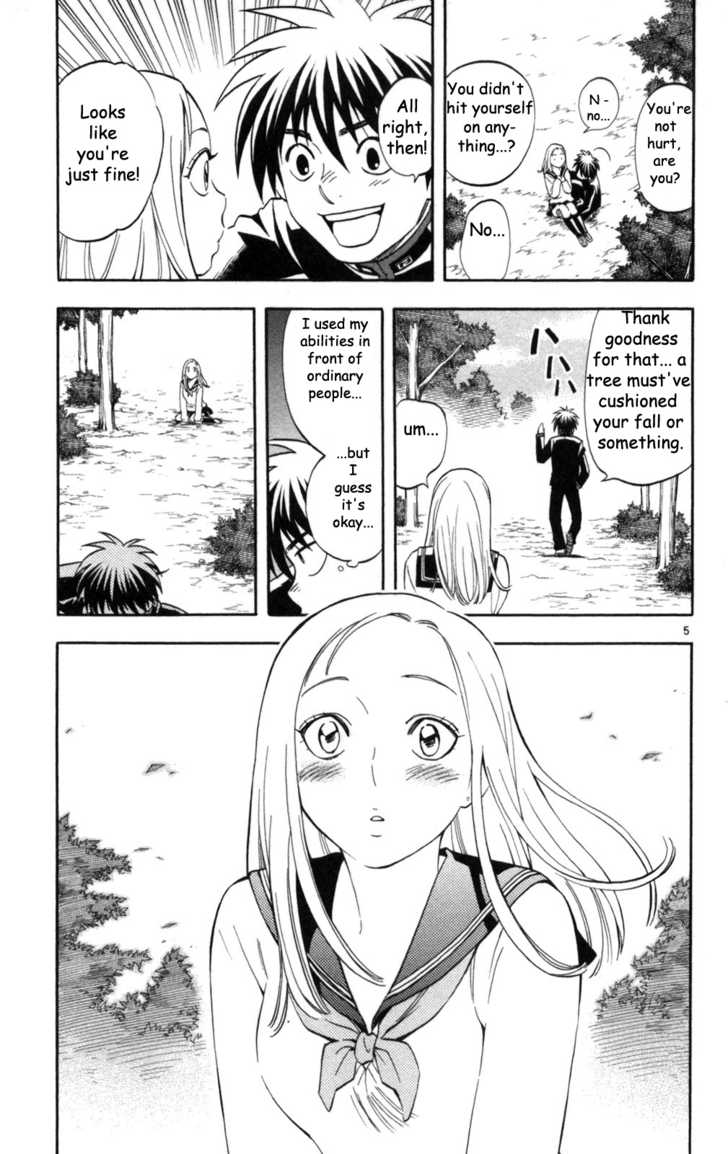 You're
not
hurt,
are
you?
N -
no...
You didn't
hit yourself
on any-
thing...?
No...
All
right,
then!
Looks
like
you're
just fine!
Thank
goodness
for that... a
tree must've
cushioned
your fall or
something.
um...
I used my
abilities in
front of
ordinary
people...
...but
I
guess
it's
okay...
5